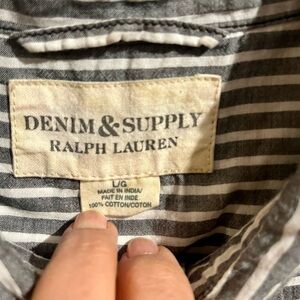 DENIM & SUPPLY
RALPH LAUREN
L/G
MADE IN INDIA/
FAIT EN INDE
100% COTTON/COTON